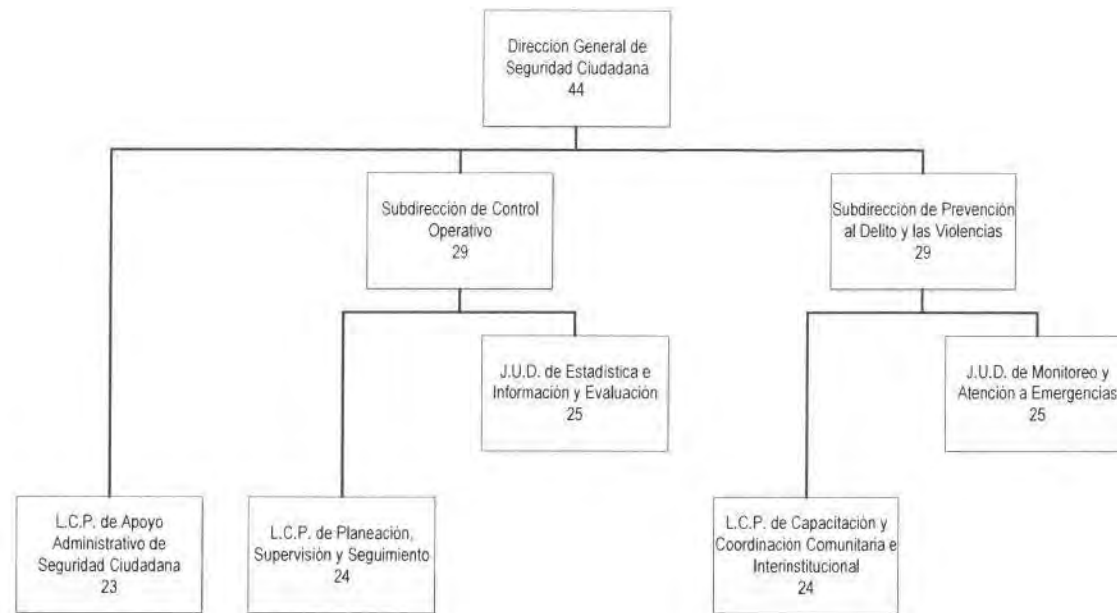 Dirección General de
Seguridad Ciudadana
44
Subdirección de Control
Operativo
29
Subdirección de Prevención
al Delito y las Violencias
29
J.U.D. de Estadística e
Información y Evaluación
25
J.U.D. de Monitoreo y
Atención a Emergencias
25
L.C.P. de Apoyo
Administrativo de
Seguridad Ciudadana
23
L.C.P. de Planeación,
Supervisión y Seguimiento
24
L.C.P. de Capacitación y
Coordinación Comunitaria e
Interinstitucional
24